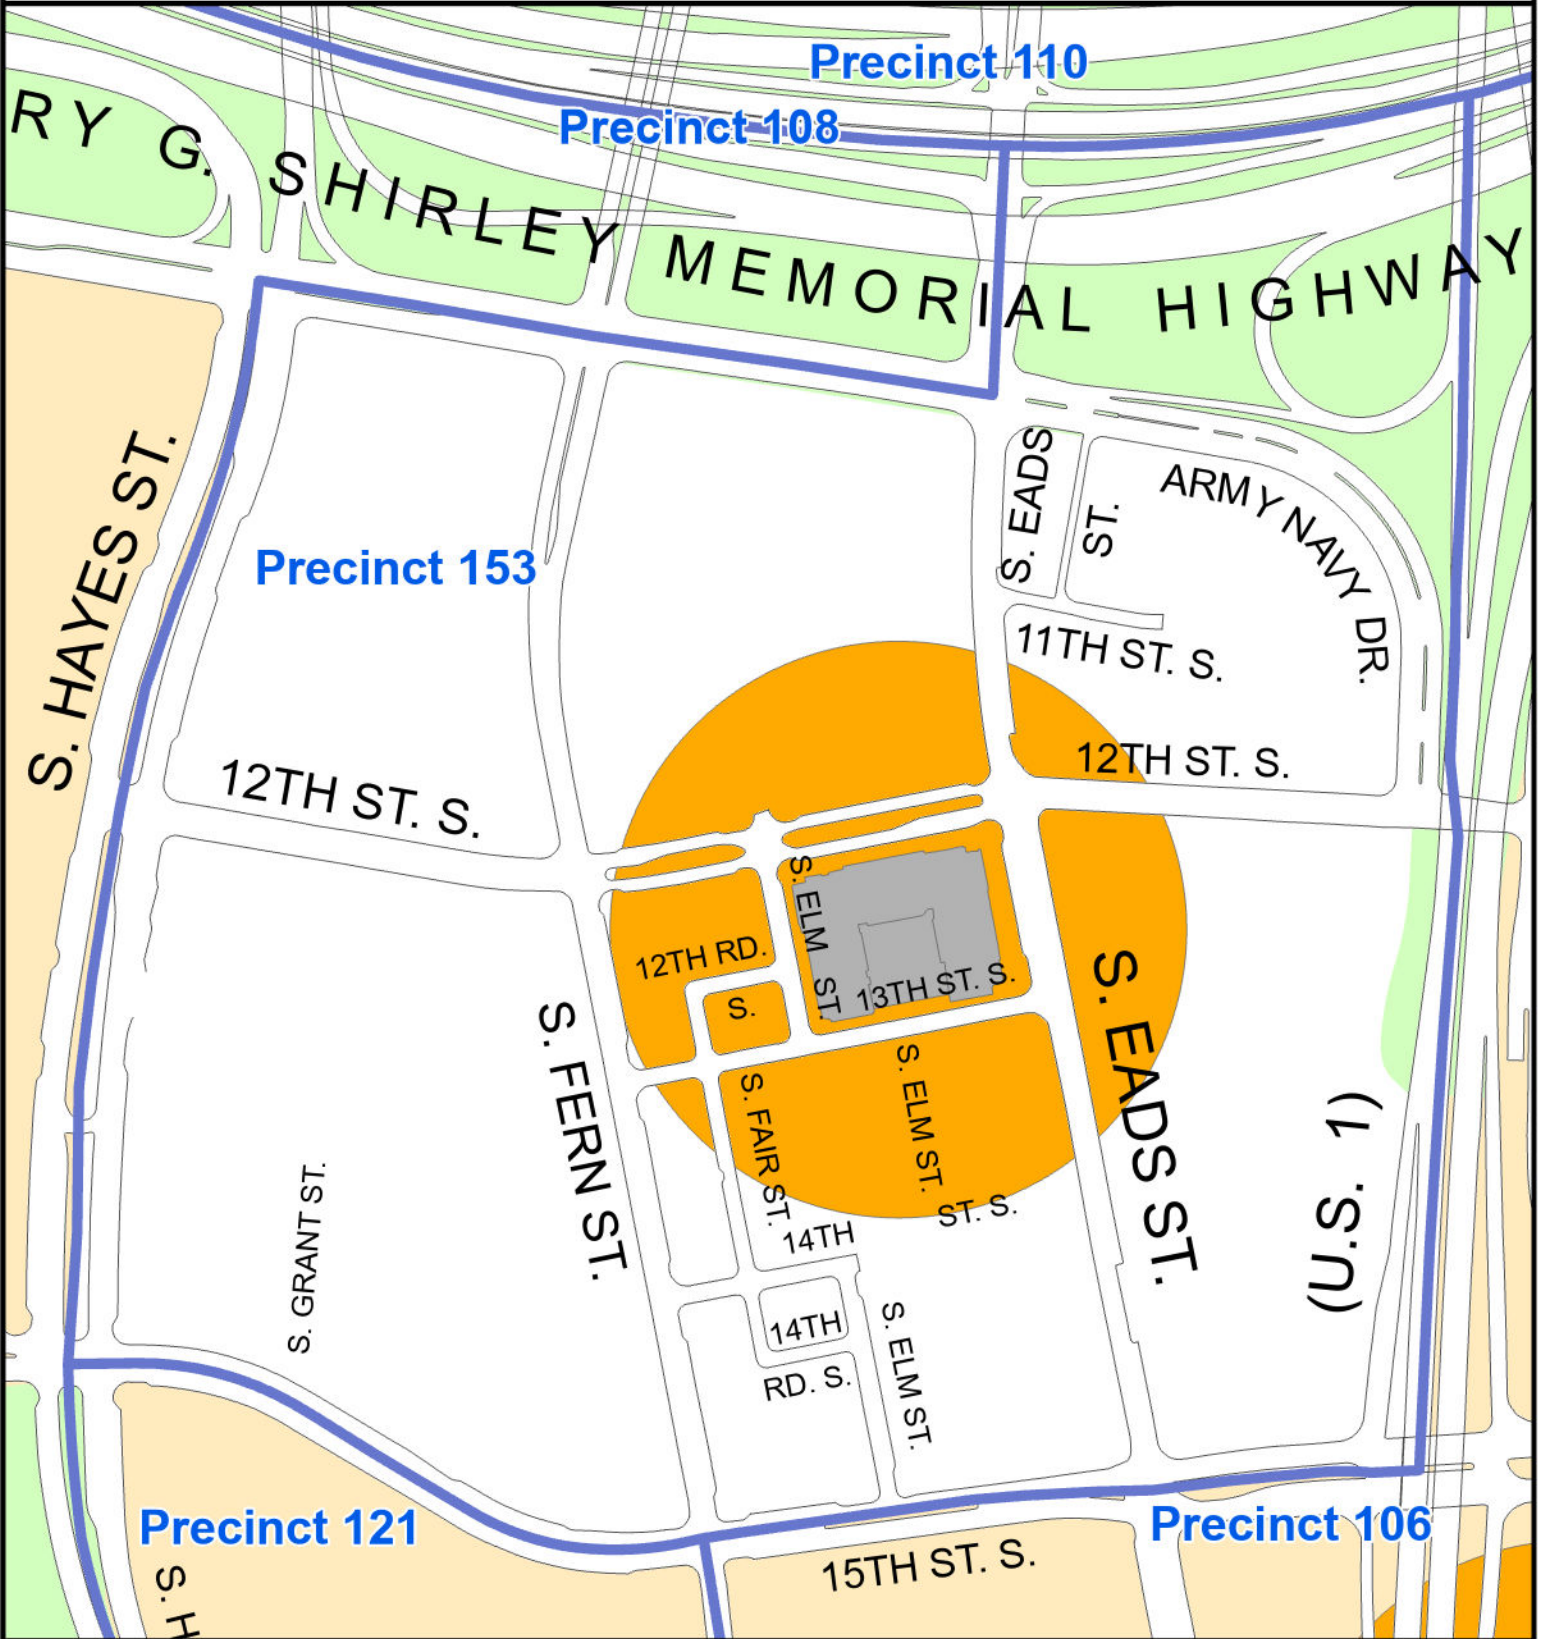 Precinct 110
Precinct 108
RY G. SHIRLEY MEMORIAL HIGHWAY
S. HAYES ST.
Precinct 153
S. EADS
ST.
ARMY NAVY DR.
11TH ST. S.
12TH ST. S.
12TH ST. S.
S. ELM ST.
12TH RD.
S.
13TH ST. S.
S. FERN ST.
S. EADS ST.
S. FAIR ST.
S. ELM ST.
(U.S. 1)
S. GRANT ST.
14TH
ST. S.
14TH
RD. S.
S. ELM ST.
Precinct 121
Precinct 106
15TH ST. S.
S. H